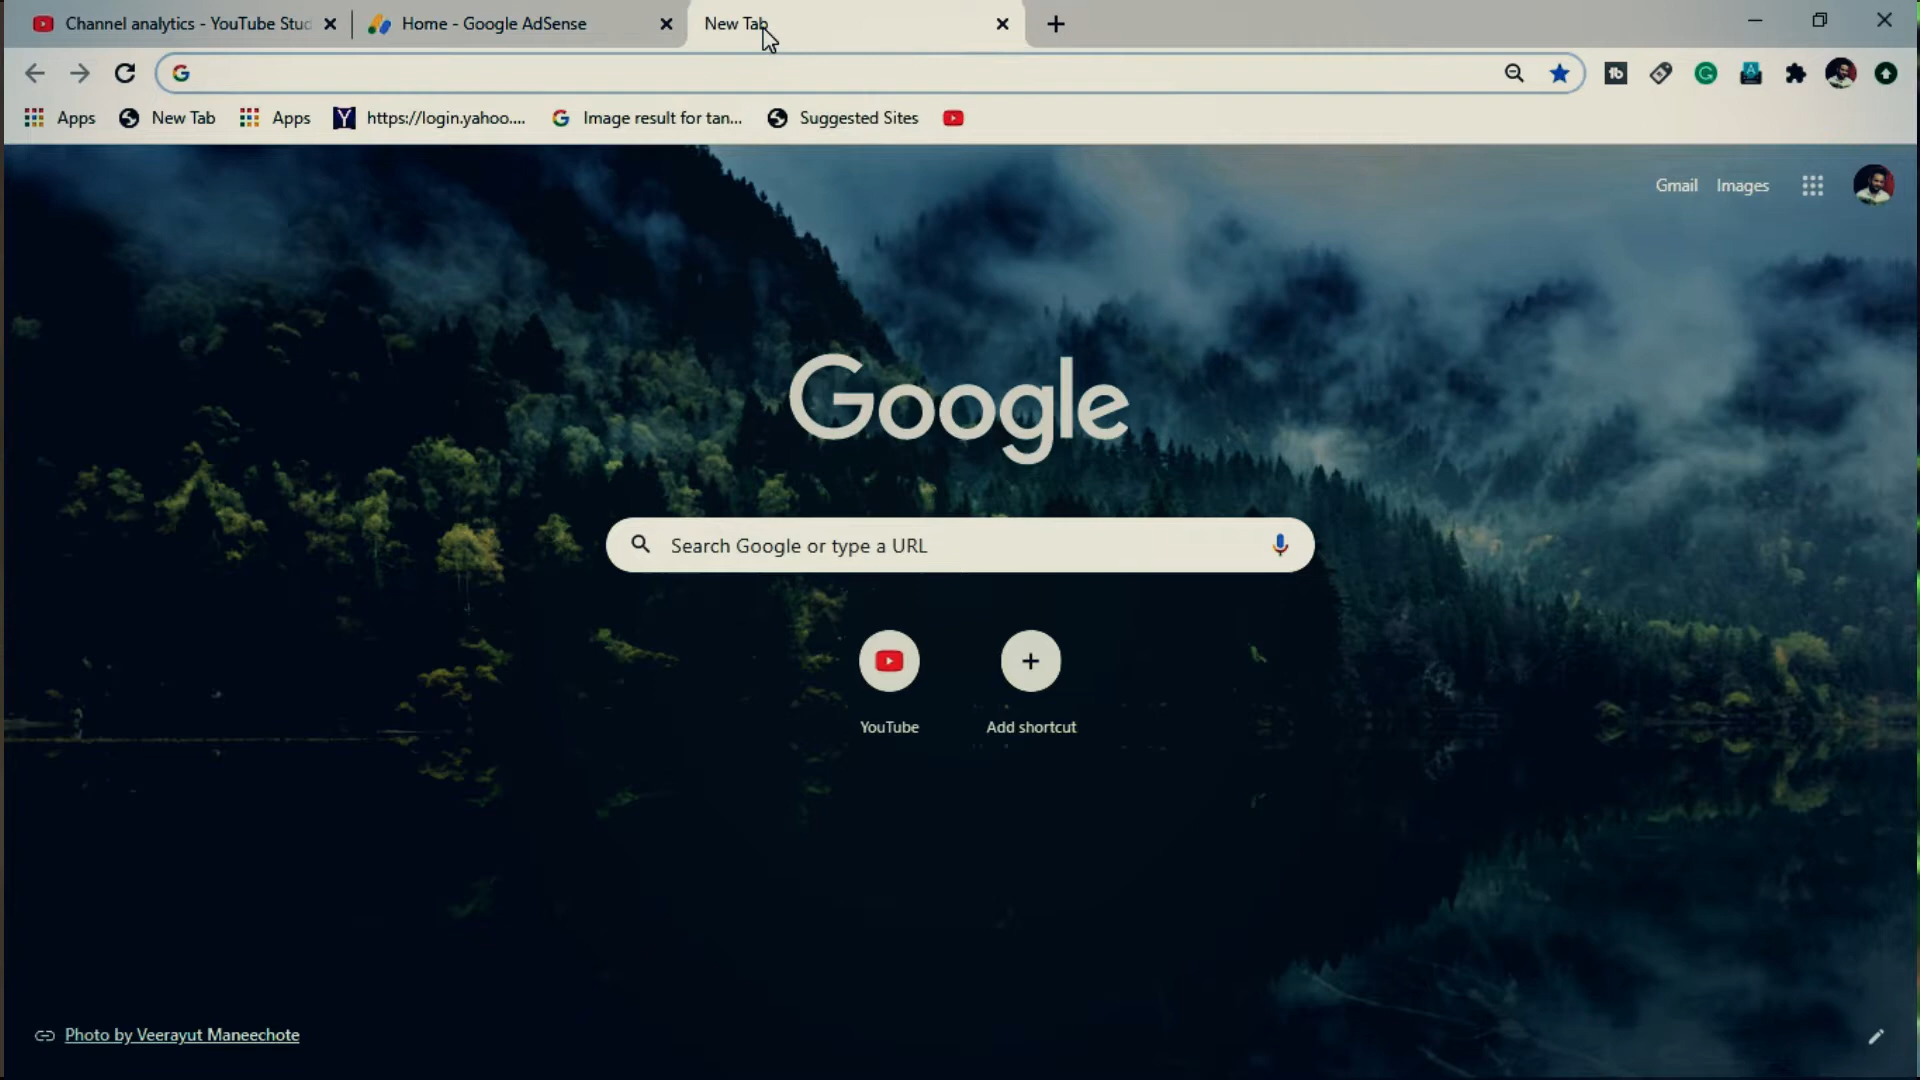 Channel analytics - YouTube Stud
Home - Google AdSense
New Tab
Apps
New Tab
Apps
https://login.yahoo....
Image result for tan...
Suggested Sites
Gmail
Images
Google
Search Google or type a URL
YouTube
Add shortcut
Photo by Veerayut Maneechote